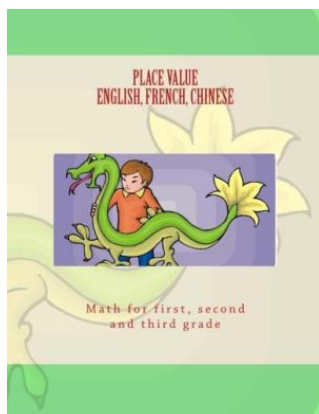 PLACE VALUE
ENGLISH, FRENCH, CHINESE
Math for first, second
and third grade